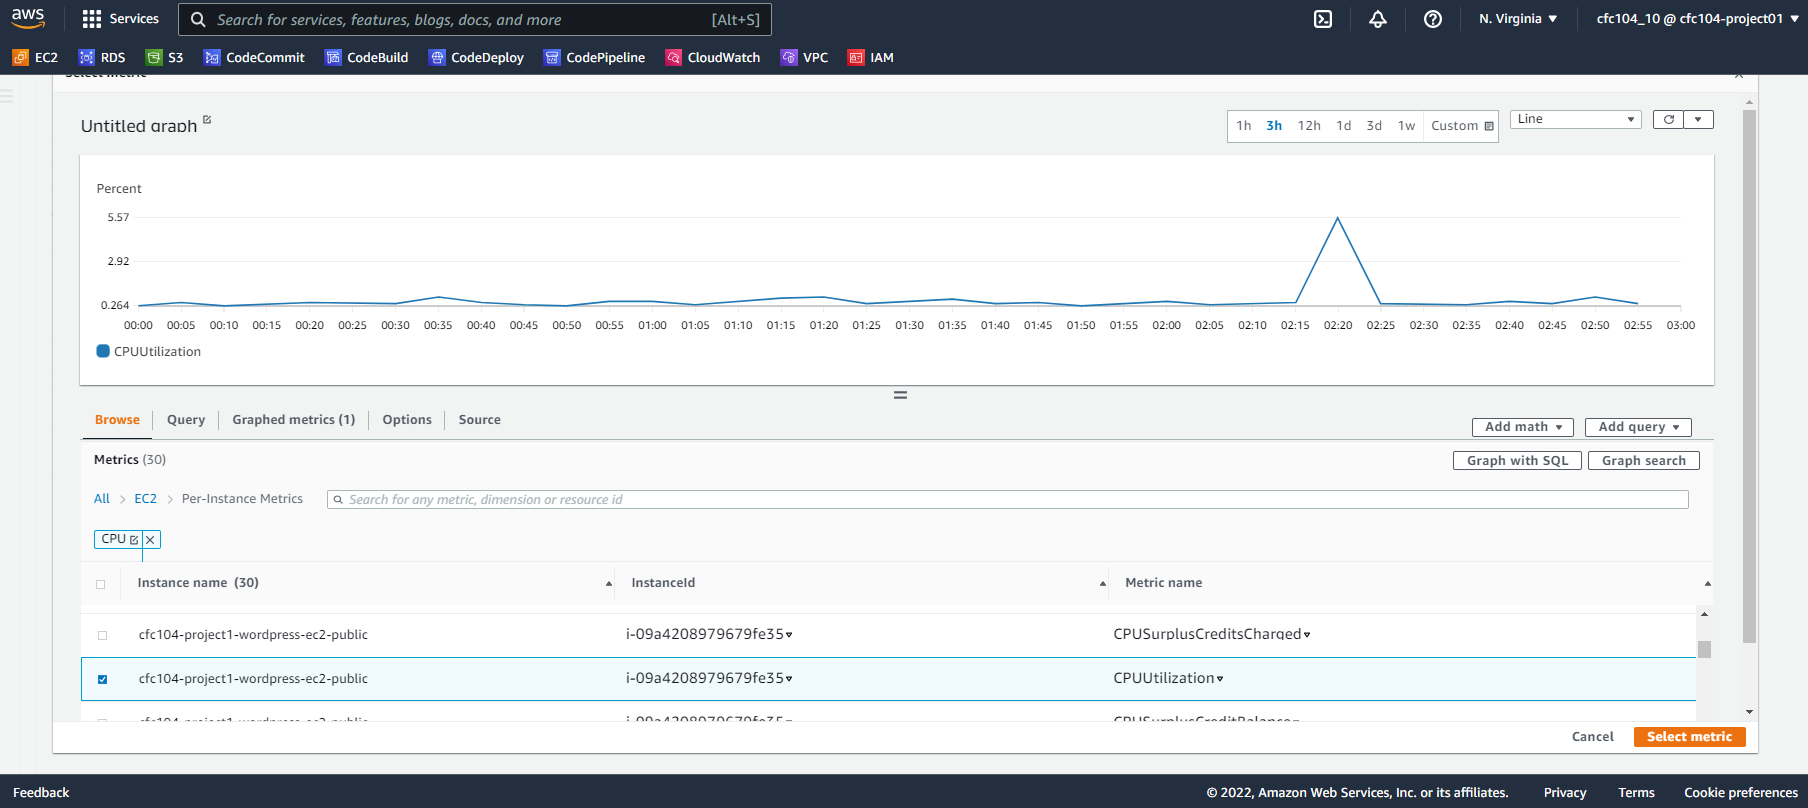 aws Services Search for services, features, blogs, docs, and more [Alt+S] N. Virginia cfc104_10 @ cfc104-project01
EC2 RDS S3 CodeCommit CodeBuild CodeDeploy CodePipeline CloudWatch VPC IAM
Select metric
Untitled graph
1h 3h 12h 1d 3d 1w Custom Line
Percent
5.57
2.92
0.264
00:00 00:05 00:10 00:15 00:20 00:25 00:30 00:35 00:40 00:45 00:50 00:55 01:00 01:05 01:10 01:15 01:20 01:25 01:30 01:35 01:40 01:45 01:50 01:55 02:00 02:05 02:10 02:15 02:20 02:25 02:30 02:35 02:40 02:45 02:50 02:55 03:00
CPUUtilization
Browse Query Graphed metrics (1) Options Source
Add math Add query
Metrics (30)
Graph with SQL Graph search
All > EC2 > Per-Instance Metrics Search for any metric, dimension or resource id
CPU
Instance name (30) InstanceId Metric name
cfc104-project1-wordpress-ec2-public i-09a4208979679fe35 CPUSurplusCreditsCharged
cfc104-project1-wordpress-ec2-public i-09a4208979679fe35 CPUUtilization
cfc104-project1-wordpress-ec2-public i-09a4208979679fe35 CPUSurplusCreditBalance
Cancel Select metric
Feedback © 2022, Amazon Web Services, Inc. or its affiliates. Privacy Terms Cookie preferences